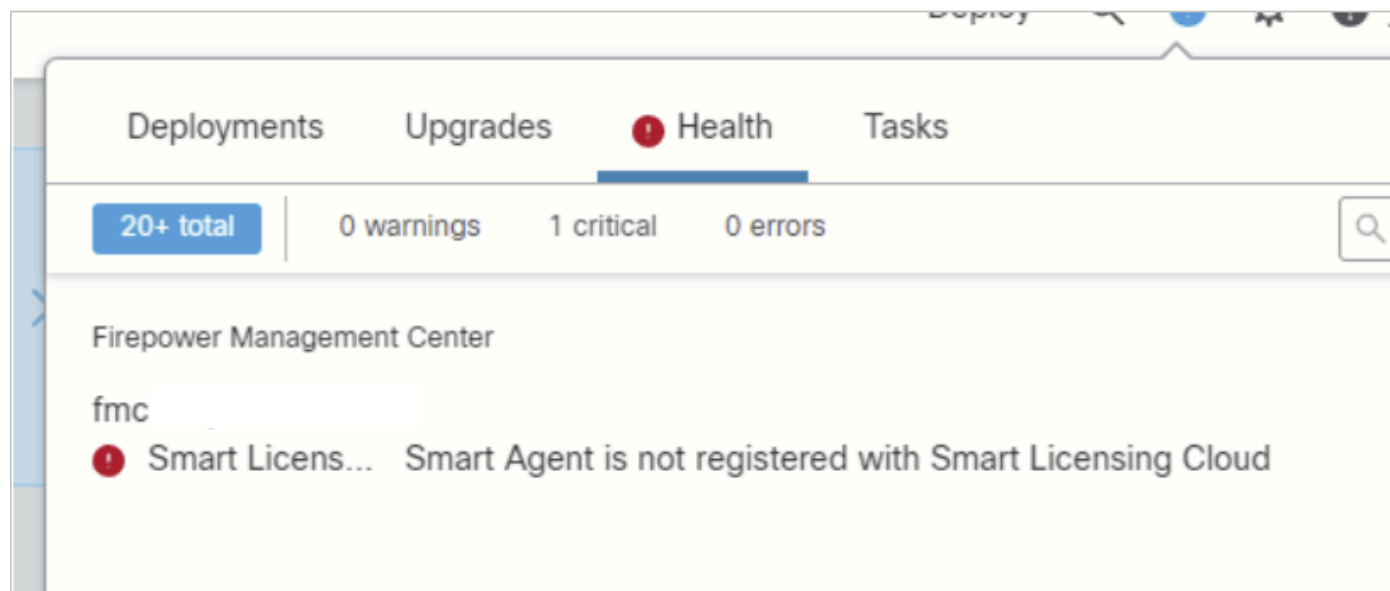 Deploy
Deployments Upgrades Health Tasks
20+ total 0 warnings 1 critical 0 errors
Firepower Management Center
fmc
Smart Licens... Smart Agent is not registered with Smart Licensing Cloud